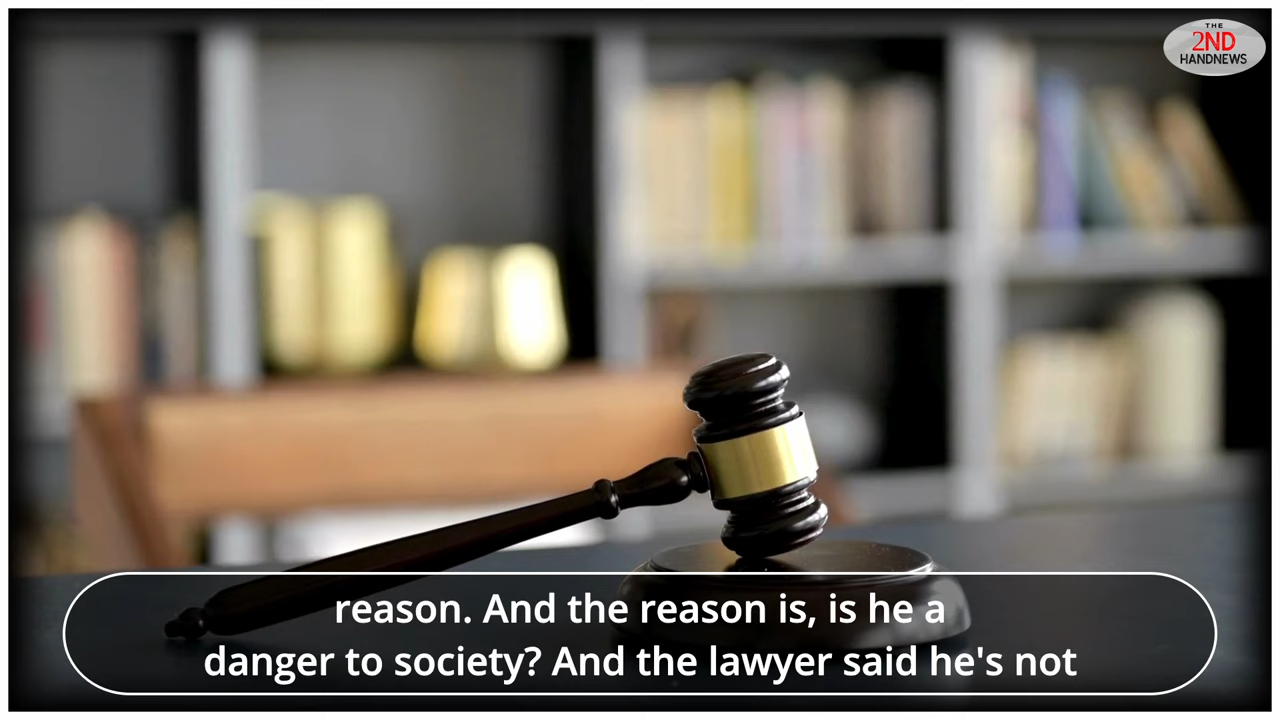 THE
2ND
HANDNEWS
reason. And the reason is, is he a
danger to society? And the lawyer said he's not